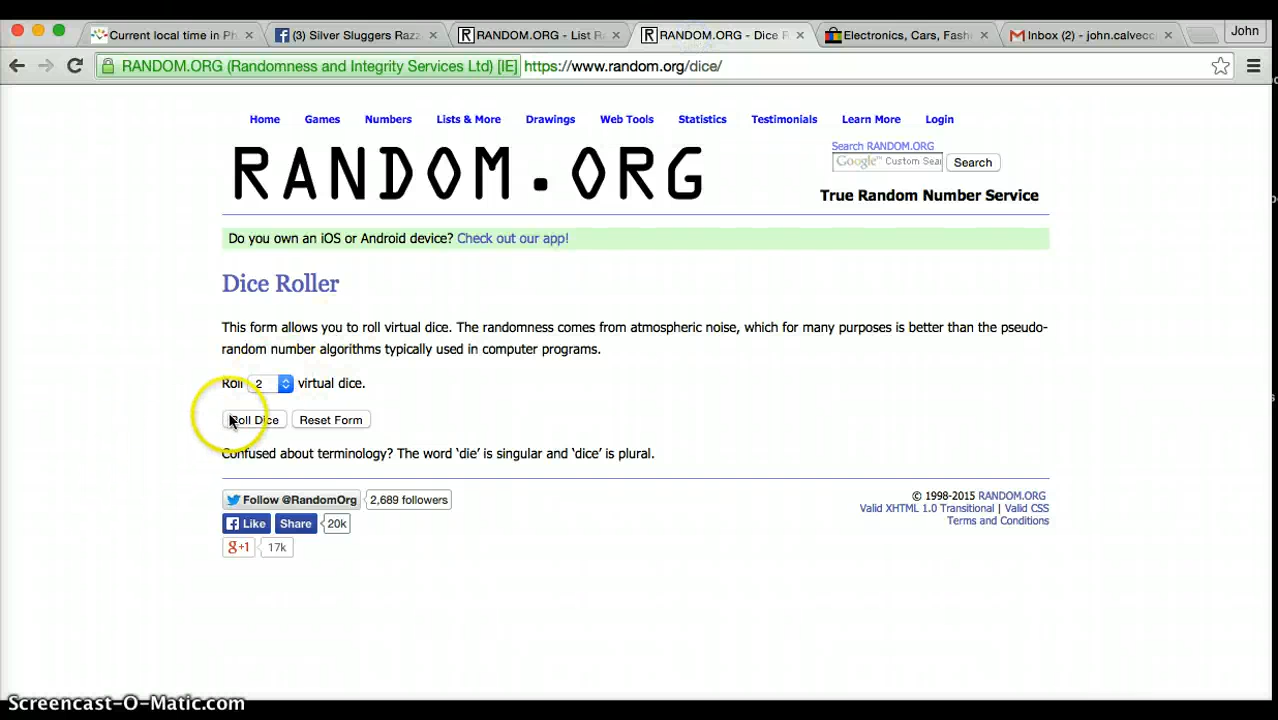 Current local time in Ph
(3) Silver Sluggers Razz
RANDOM.ORG - List Ra
RANDOM.ORG - Dice R
Electronics, Cars, Fashi
Inbox (2) - john.calvecc
John
RANDOM.ORG (Randomness and Integrity Services Ltd) [IE] https://www.random.org/dice/
Home Games Numbers Lists & More Drawings Web Tools Statistics Testimonials Learn More Login
RANDOM.ORG
Search RANDOM.ORG
Google™ Custom Sear
Search
True Random Number Service
Do you own an iOS or Android device? Check out our app!
Dice Roller
This form allows you to roll virtual dice. The randomness comes from atmospheric noise, which for many purposes is better than the pseudo-
random number algorithms typically used in computer programs.
Roll 2 virtual dice.
Roll Dice Reset Form
Confused about terminology? The word ‘die’ is singular and ‘dice’ is plural.
Follow @RandomOrg 2,689 followers
Like Share 20k
g+1 17k
© 1998-2015 RANDOM.ORG
Valid XHTML 1.0 Transitional | Valid CSS
Terms and Conditions
Screencast-O-Matic.com